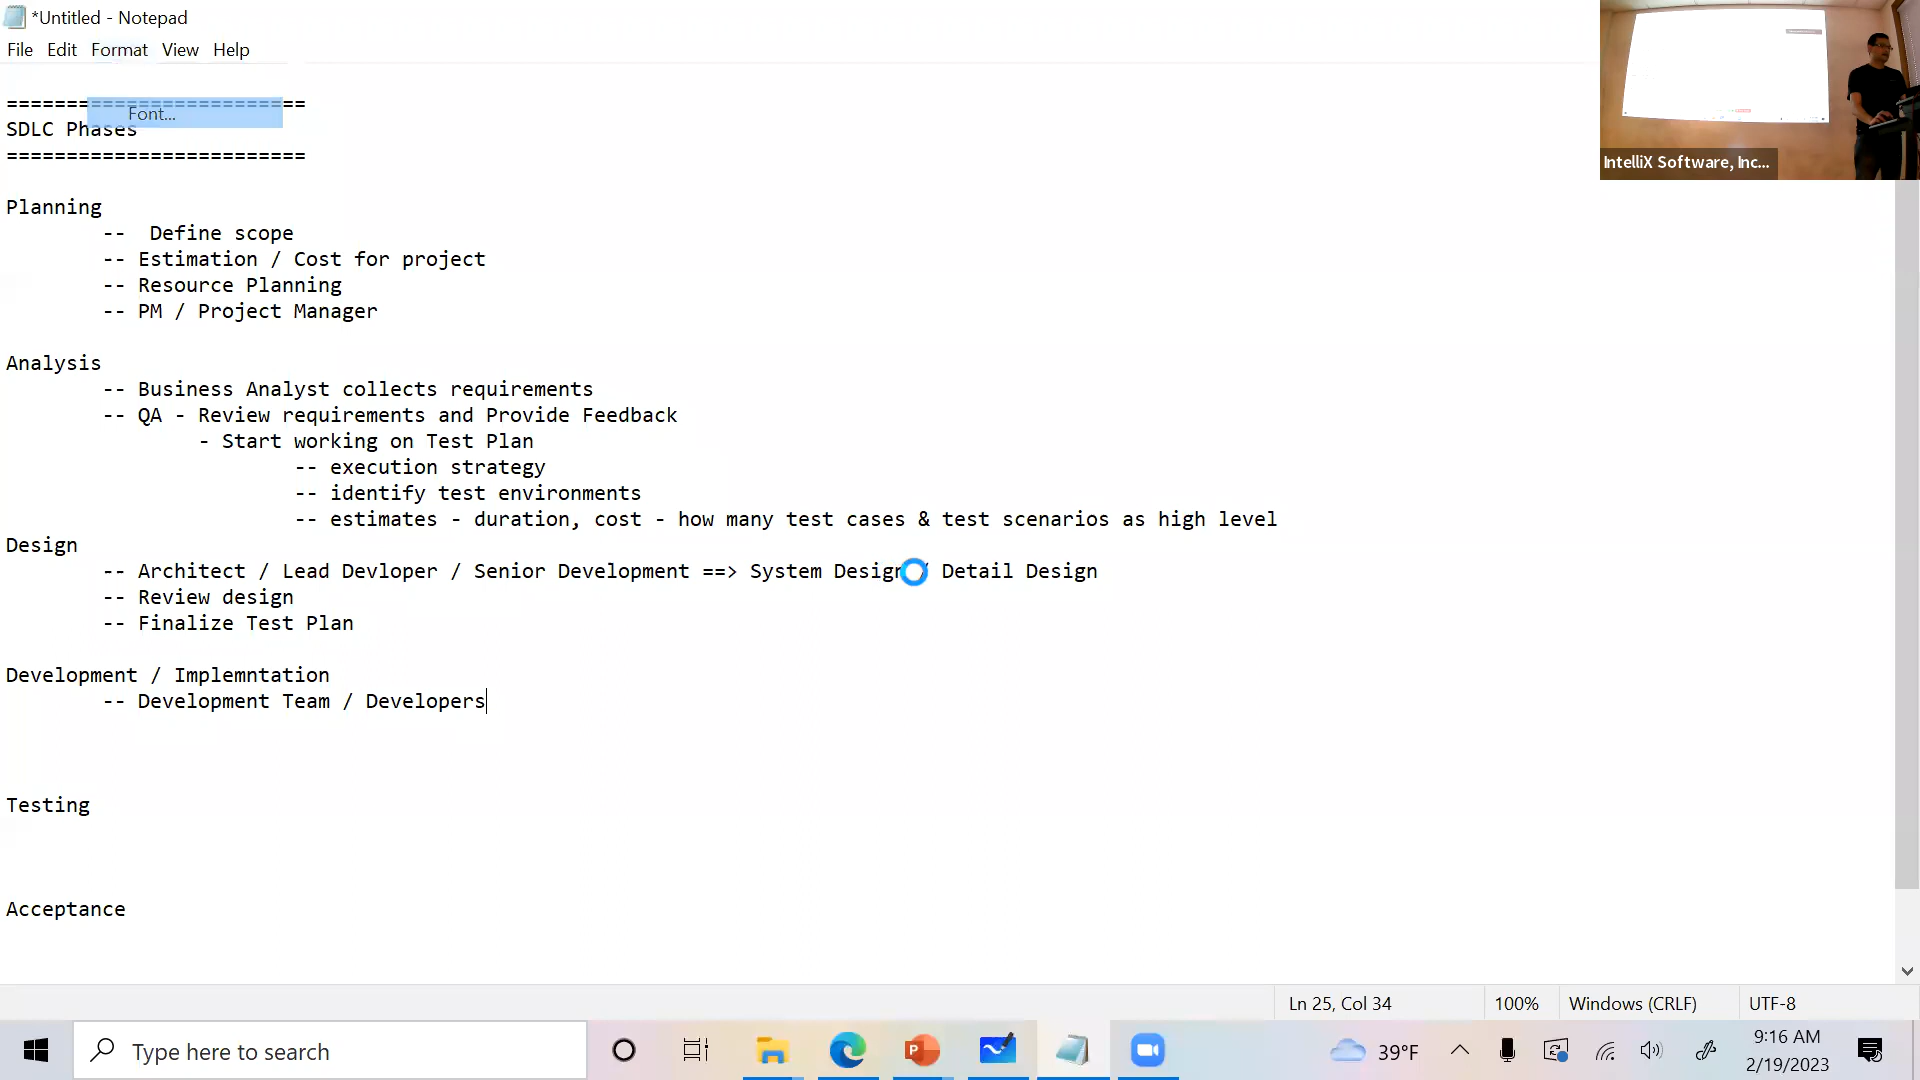 *Untitled - Notepad
File Edit Format View Help
IntelliX Software, Inc...
=========================
Font...
SDLC Phases
=========================
Planning
--  Define scope
-- Estimation / Cost for project
-- Resource Planning
-- PM / Project Manager
Analysis
-- Business Analyst collects requirements
-- QA - Review requirements and Provide Feedback
- Start working on Test Plan
-- execution strategy
-- identify test environments
-- estimates - duration, cost - how many test cases & test scenarios as high level
Design
-- Architect / Lead Devloper / Senior Development ==> System Design / Detail Design
-- Review design
-- Finalize Test Plan
Development / Implemntation
-- Development Team / Developers
Testing
Acceptance
Ln 25, Col 34 100% Windows (CRLF) UTF-8
Type here to search
39°F
9:16 AM
2/19/2023